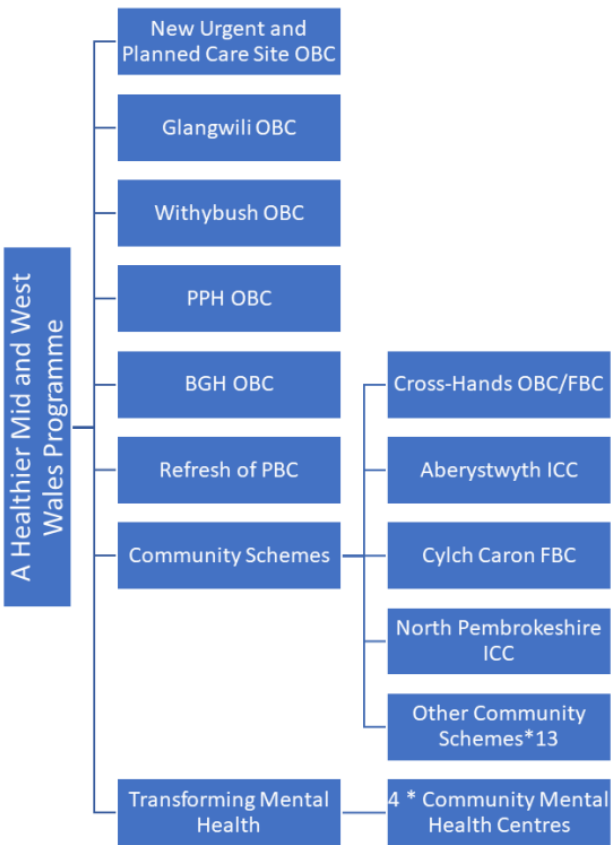 A Healthier Mid and West
Wales Programme
New Urgent and
Planned Care Site OBC
Glangwili OBC
Withybush OBC
PPH OBC
BGH OBC
Refresh of PBC
Community Schemes
Cross-Hands OBC/FBC
Aberystwyth ICC
Cylch Caron FBC
North Pembrokeshire
ICC
Other Community
Schemes*13
Transforming Mental
Health
4 * Community Mental
Health Centres